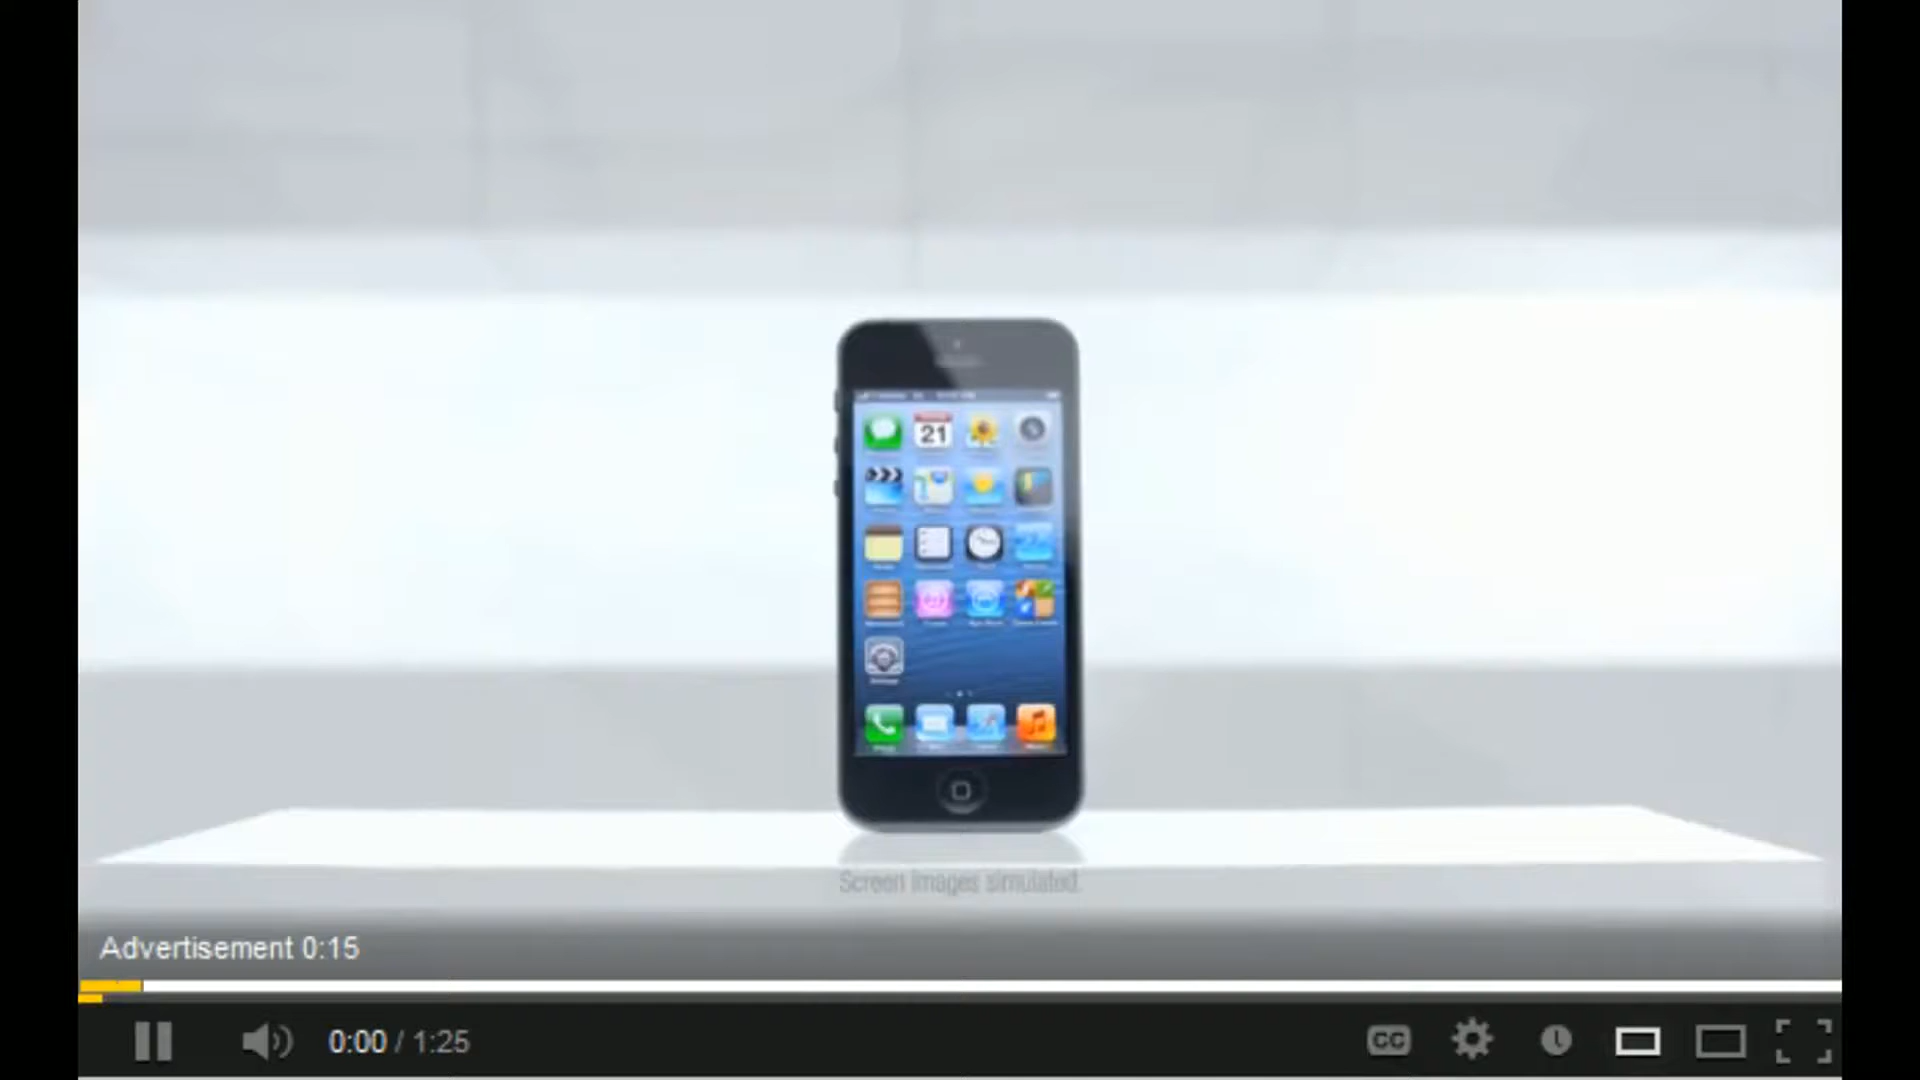 21
Screen images simulated.
Advertisement 0:15
0:00 / 1:25
CC